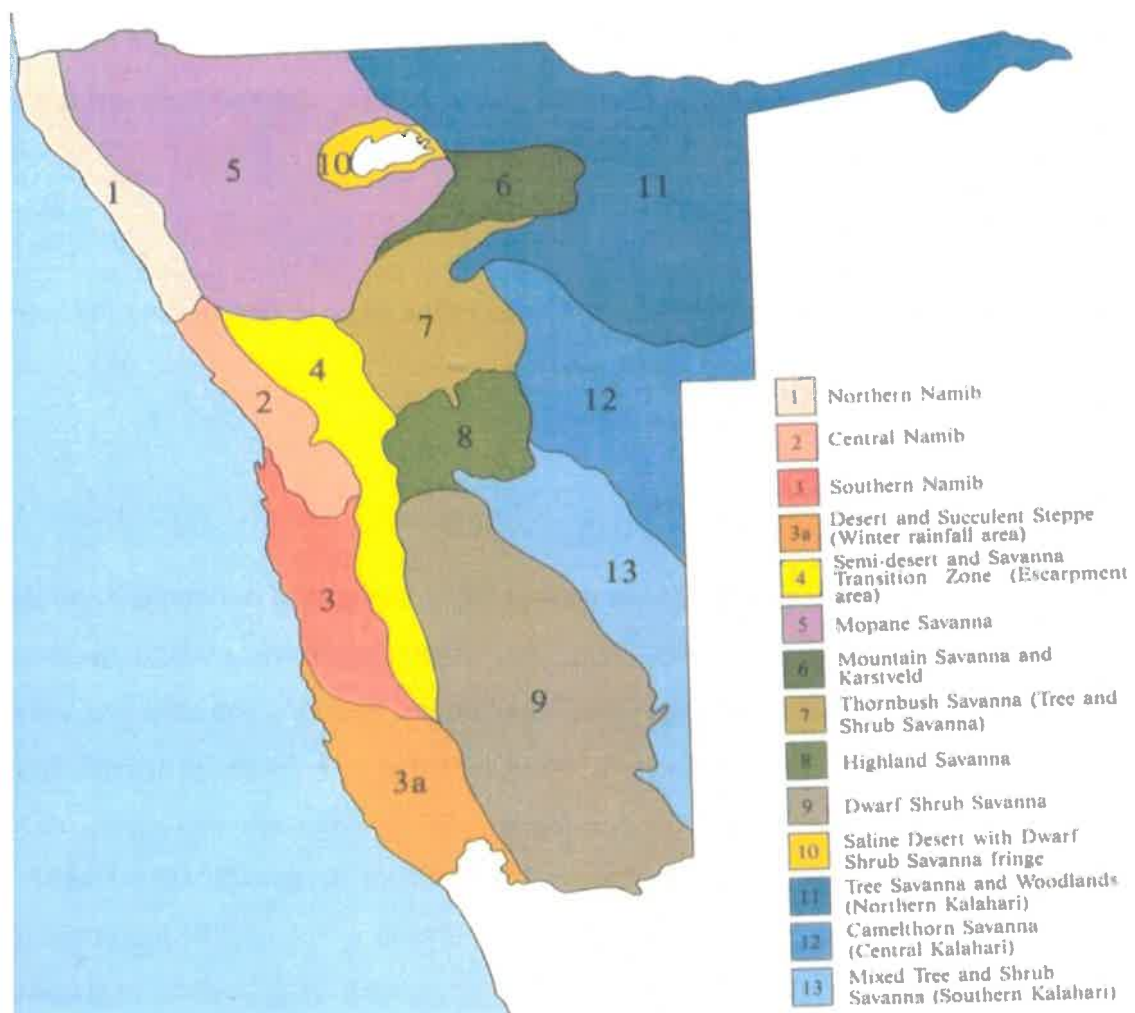 1
5
10
6
11
7
4
2
12
8
3
13
9
3a
1 Northern Namib
2 Central Namib
3 Southern Namib
3a Desert and Succulent Steppe
(Winter rainfall area)
4 Semi-desert and Savanna
Transition Zone (Escarpment
area)
5 Mopane Savanna
6 Mountain Savanna and
Karstveld
7 Thornbush Savanna (Tree and
Shrub Savanna)
8 Highland Savanna
9 Dwarf Shrub Savanna
10 Saline Desert with Dwarf
Shrub Savanna fringe
11 Tree Savanna and Woodlands
(Northern Kalahari)
12 Camelthorn Savanna
(Central Kalahari)
13 Mixed Tree and Shrub
Savanna (Southern Kalahari)